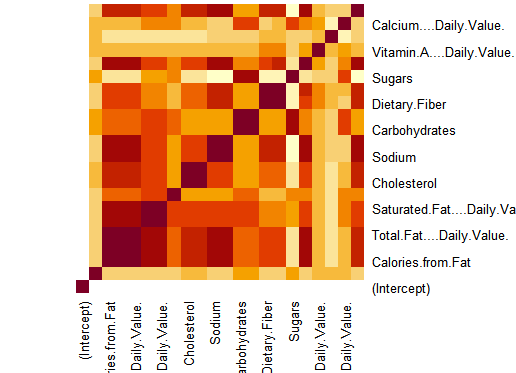 Calcium....Daily.Value.
Vitamin.A....Daily.Value.
Sugars
Dietary.Fiber
Carbohydrates
Sodium
Cholesterol
Saturated.Fat....Daily.Va
Total.Fat....Daily.Value.
Calories.from.Fat
(Intercept)
(Intercept)
ries.from.Fat
Daily.Value.
Daily.Value.
Cholesterol
Sodium
arbohydrates
Dietary.Fiber
Sugars
Daily.Value.
Daily.Value.